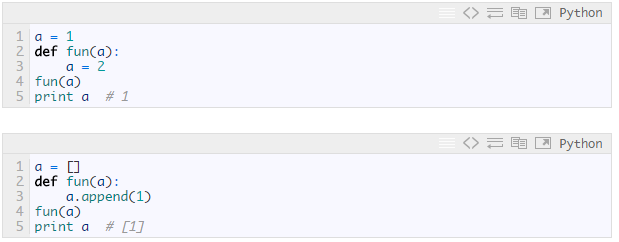 Python
1 a = 1
2 def fun(a):
3     a = 2
4 fun(a)
5 print a  # 1
Python
1 a = []
2 def fun(a):
3     a.append(1)
4 fun(a)
5 print a  # [1]